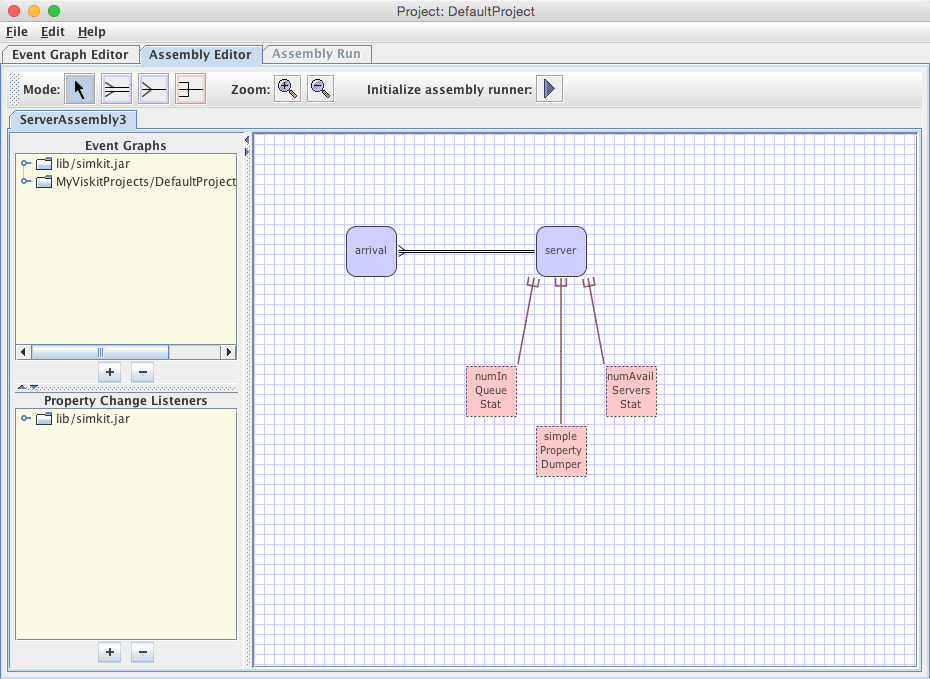 Project: DefaultProject
File Edit Help
Event Graph Editor Assembly Editor Assembly Run
Mode: Zoom: Initialize assembly runner:
ServerAssembly3
Event Graphs
lib/simkit.jar
MyViskitProjects/DefaultProject
+ −
Property Change Listeners
lib/simkit.jar
+ −
arrival
server
numIn
Queue
Stat
simple
Property
Dumper
numAvail
Servers
Stat